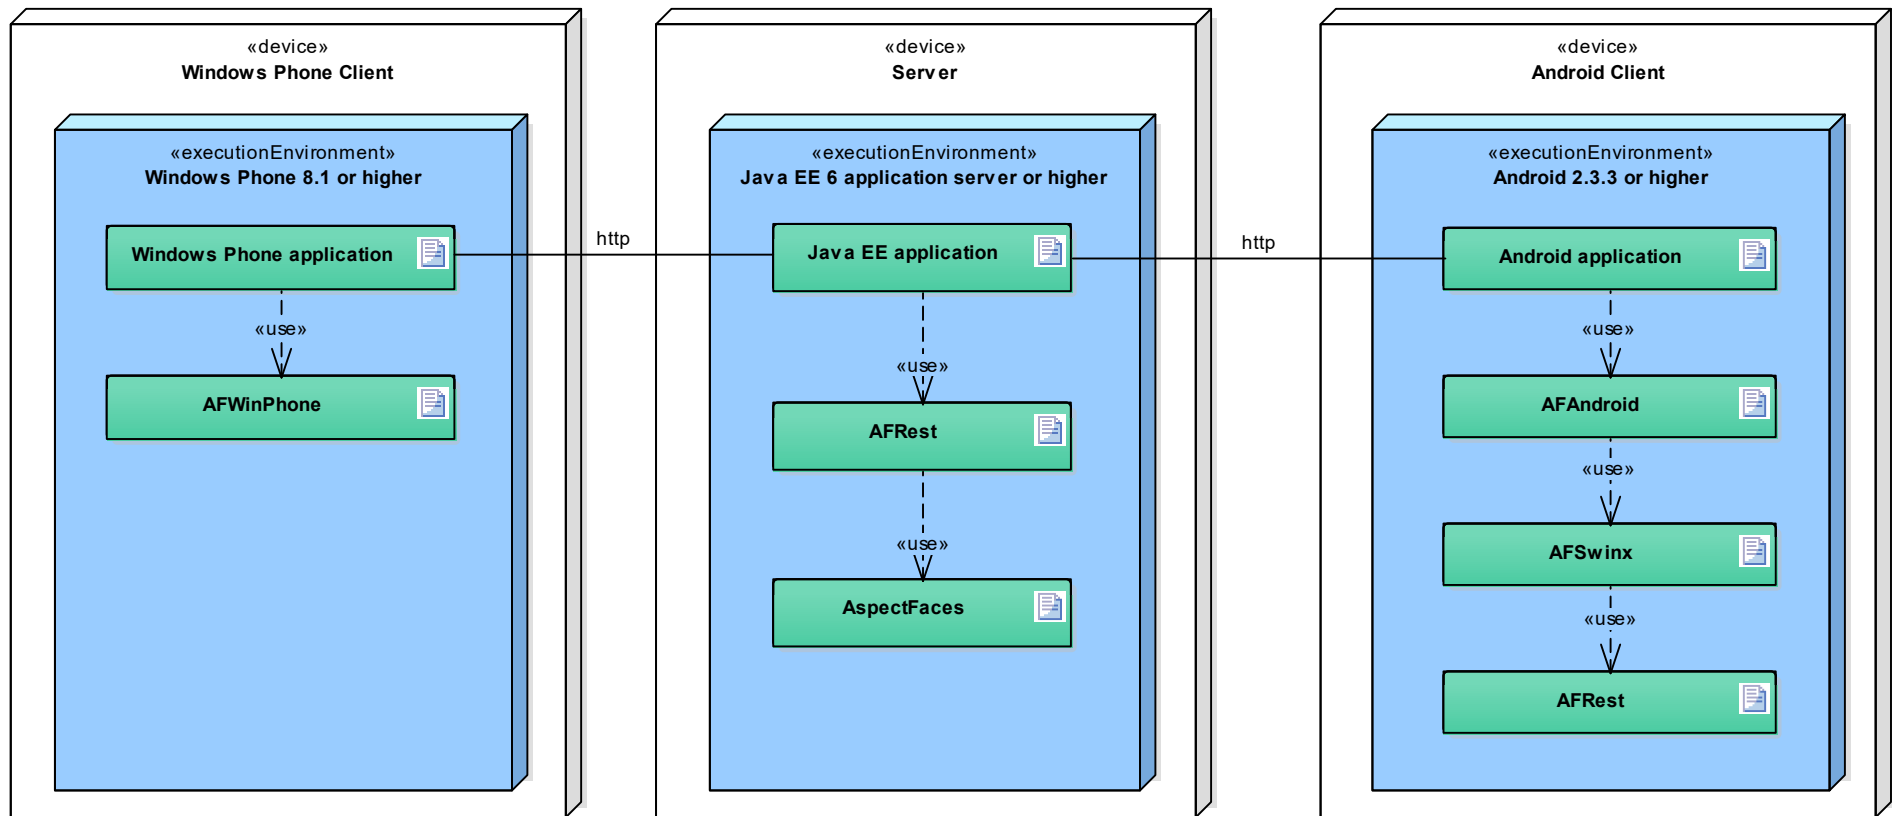 «device»
Windows Phone Client
«executionEnvironment»
Windows Phone 8.1 or higher
Windows Phone application
«use»
AFWinPhone
http
«device»
Server
«executionEnvironment»
Java EE 6 application server or higher
Java EE application
«use»
AFRest
«use»
AspectFaces
http
«device»
Android Client
«executionEnvironment»
Android 2.3.3 or higher
Android application
«use»
AFAndroid
«use»
AFSwinx
«use»
AFRest